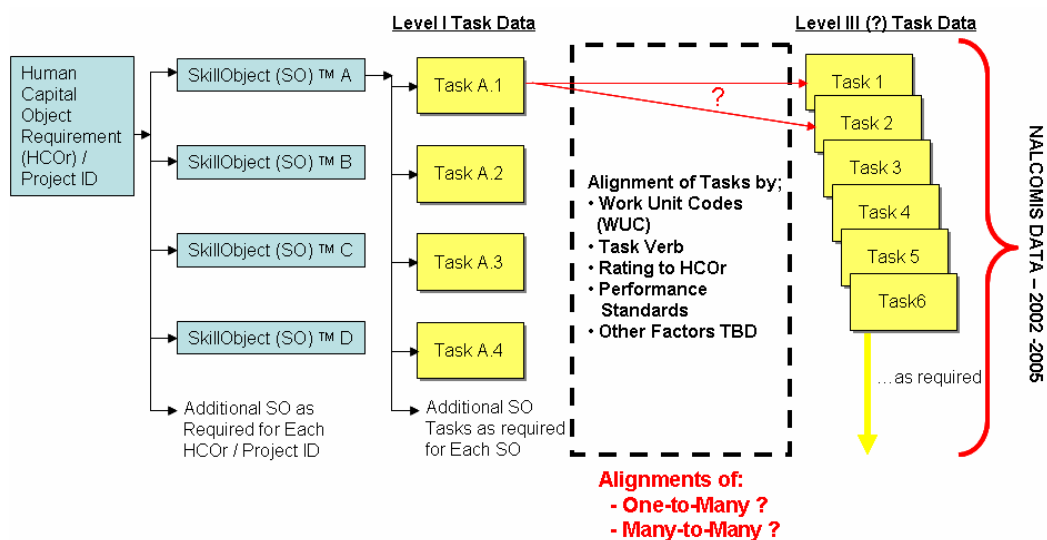 Level I Task Data
Level III (?) Task Data
Human
Capital
Object
Requirement
(HCOr) /
Project ID
SkillObject (SO) ™ A
SkillObject (SO) ™ B
SkillObject (SO) ™ C
SkillObject (SO) ™ D
Additional SO as
Required for Each
HCOr / Project ID
Task A.1
Task A.2
Task A.3
Task A.4
Additional SO
Tasks as required
for Each SO
?
Alignment of Tasks by;
• Work Unit Codes
(WUC)
• Task Verb
• Rating to HCOr
• Performance
Standards
• Other Factors TBD
Alignments of:
- One-to-Many ?
- Many-to-Many ?
Task 1
Task 2
Task 3
Task 4
Task 5
Task6
...as required
NALCOMIS DATA – 2002 -2005